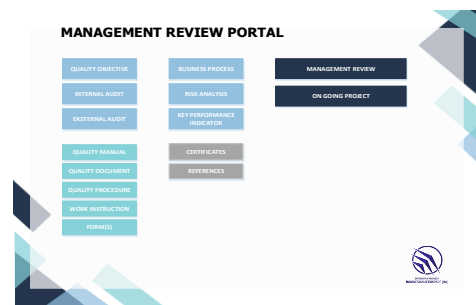 MANAGEMENT REVIEW PORTAL
QUALITY OBJECTIVE
INTERNAL AUDIT
EKSTERNAL AUDIT
BUSINESS PROCESS
RISK ANALYSIS
KEY PERFORMANCE
INDICATOR
MANAGEMENT REVIEW
ON GOING PROJECT
QUALITY MANUAL
QUALITY DOCUMENT
QUALITY PROCEDURE
WORK INSTRUCTION
FORM(S)
CERTIFICATES
REFERENCES